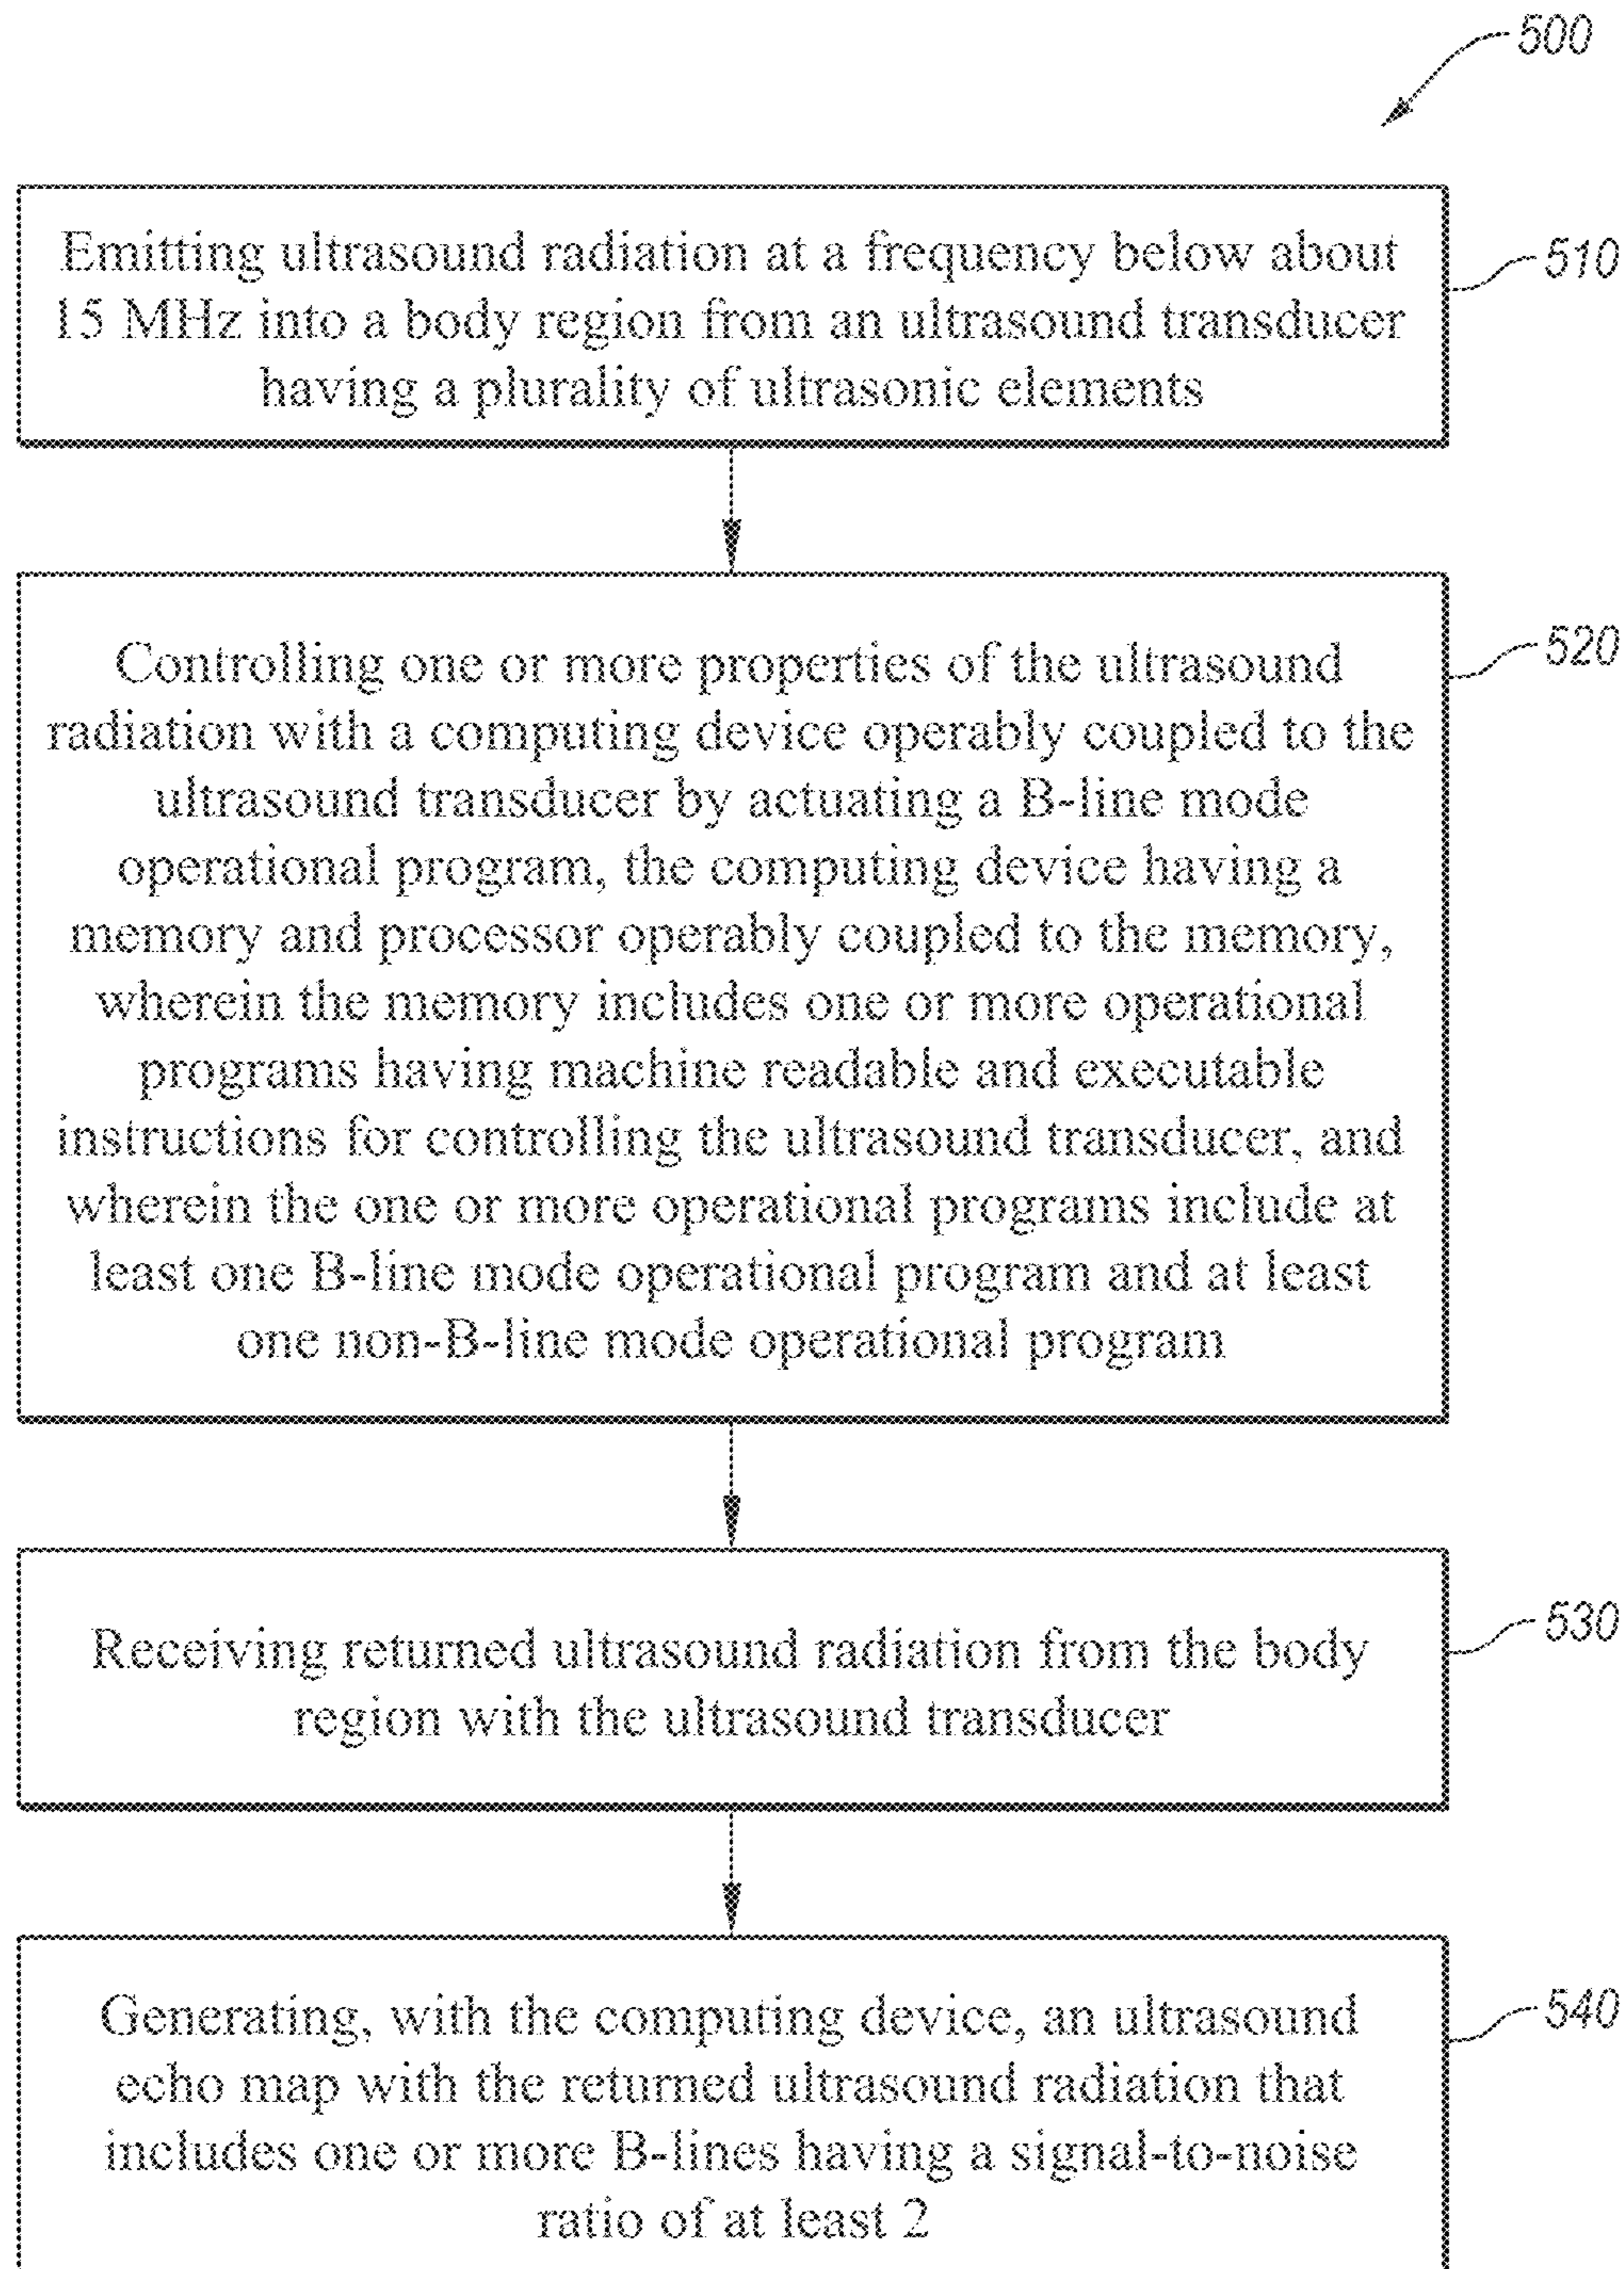 500
Emitting ultrasound radiation at a frequency below about
15 MHz into a body region from an ultrasound transducer
having a plurality of ultrasonic elements
510
Controlling one or more properties of the ultrasound
radiation with a computing device operably coupled to the
ultrasound transducer by actuating a B-line mode
operational program, the computing device having a
memory and processor operably coupled to the memory,
wherein the memory includes one or more operational
programs having machine readable and executable
instructions for controlling the ultrasound transducer, and
wherein the one or more operational programs include at
least one B-line mode operational program and at least
one non-B-line mode operational program
520
Receiving returned ultrasound radiation from the body
region with the ultrasound transducer
530
Generating, with the computing device, an ultrasound
echo map with the returned ultrasound radiation that
includes one or more B-lines having a signal-to-noise
ratio of at least 2
540